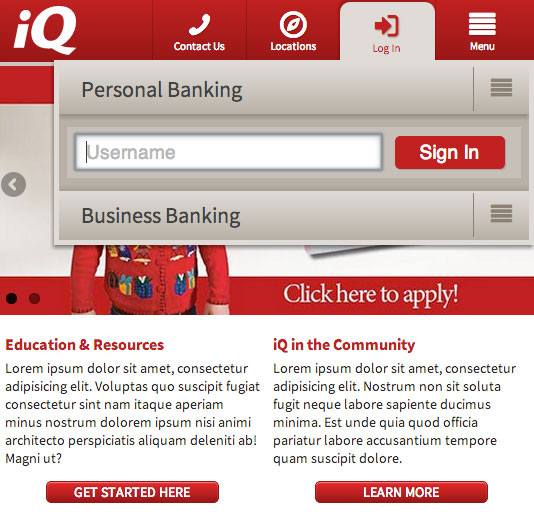 iQ
Contact Us
Locations
Log In
Menu
Personal Banking
Username
Sign In
Business Banking
Click here to apply!
Education & Resources
Lorem ipsum dolor sit amet, consectetur
adipisicing elit. Voluptas quo suscipit fugiat
consectetur sint nam itaque aperiam
minus nostrum dolorem ipsum nisi animi
architecto perspiciatis aliquam deleniti ab!
Magni ut?
GET STARTED HERE
iQ in the Community
Lorem ipsum dolor sit amet, consectetur
adipisicing elit. Nostrum non sit soluta
fugit neque labore sapiente ducimus
minima. Est unde quia quod officia
pariatur labore accusantium tempore
quam suscipit dolore.
LEARN MORE